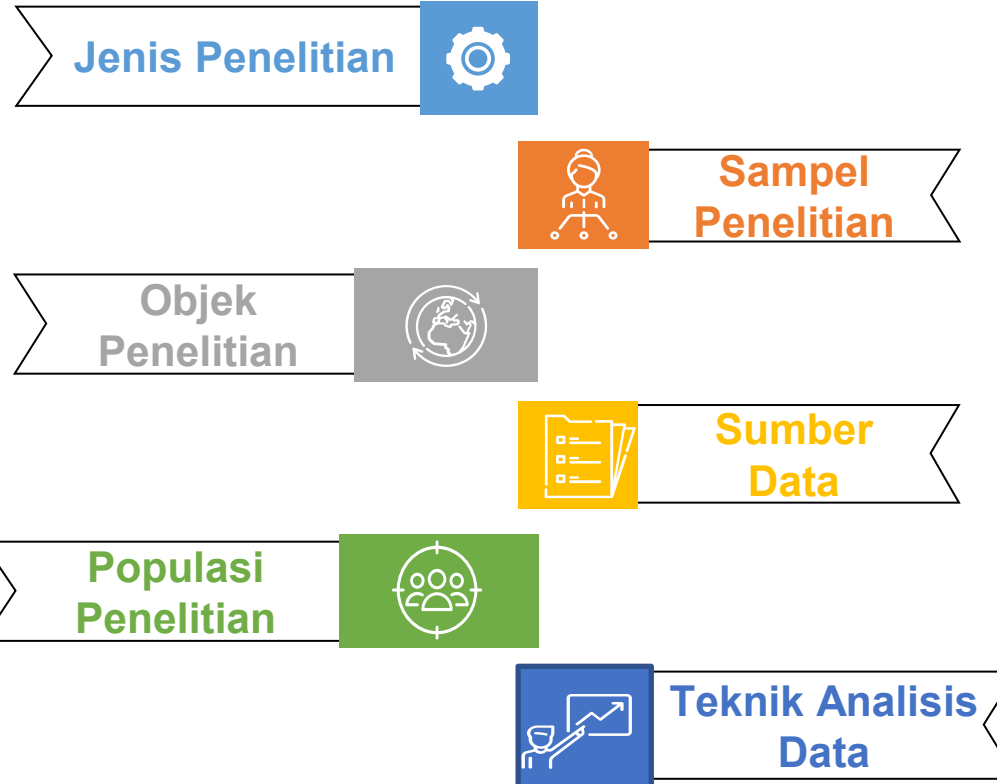 Jenis Penelitian
Sampel
Penelitian
Objek
Penelitian
Sumber
Data
Populasi
Penelitian
Teknik Analisis
Data